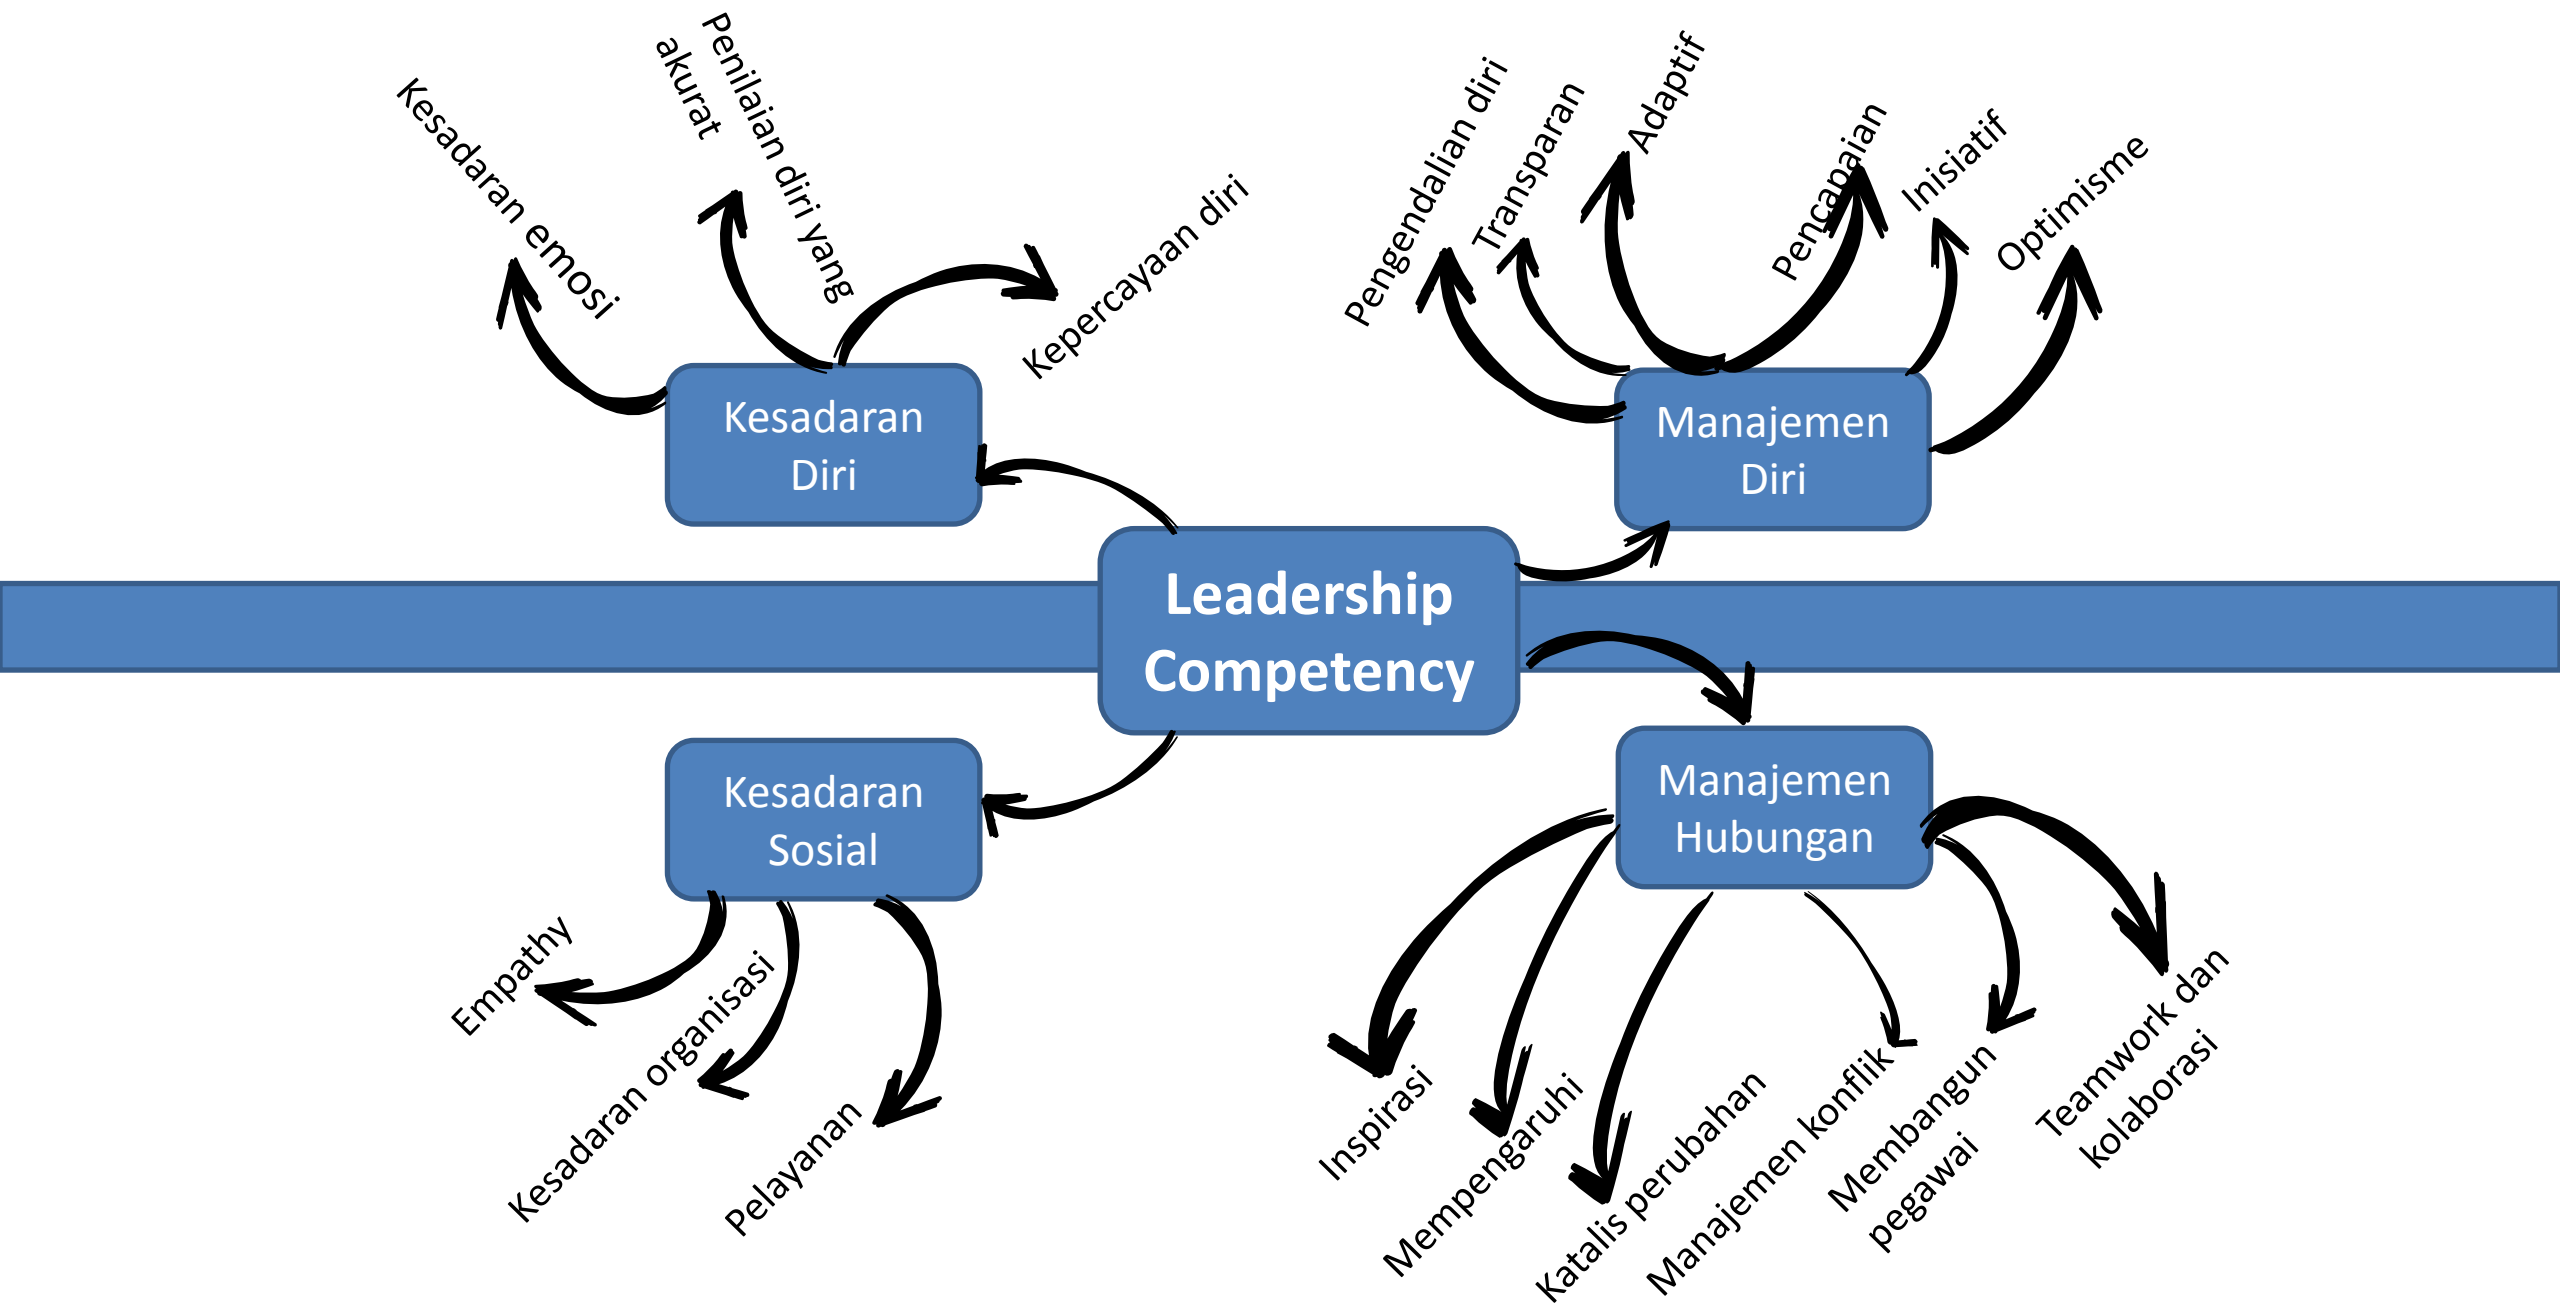 Kesadaran emosi
Penilaian diri yang
akurat
Kepercayaan diri
Kesadaran
Diri
Pengendalian diri
Transparan
Adaptif
Pencapaian
Inisiatif
Optimisme
Manajemen
Diri
Leadership
Competency
Kesadaran
Sosial
Empathy
Kesadaran organisasi
Pelayanan
Manajemen
Hubungan
Inspirasi
Mempengaruhi
Katalis perubahan
Manajemen konflik
Membangun
pegawai
Teamwork dan
kolaborasi